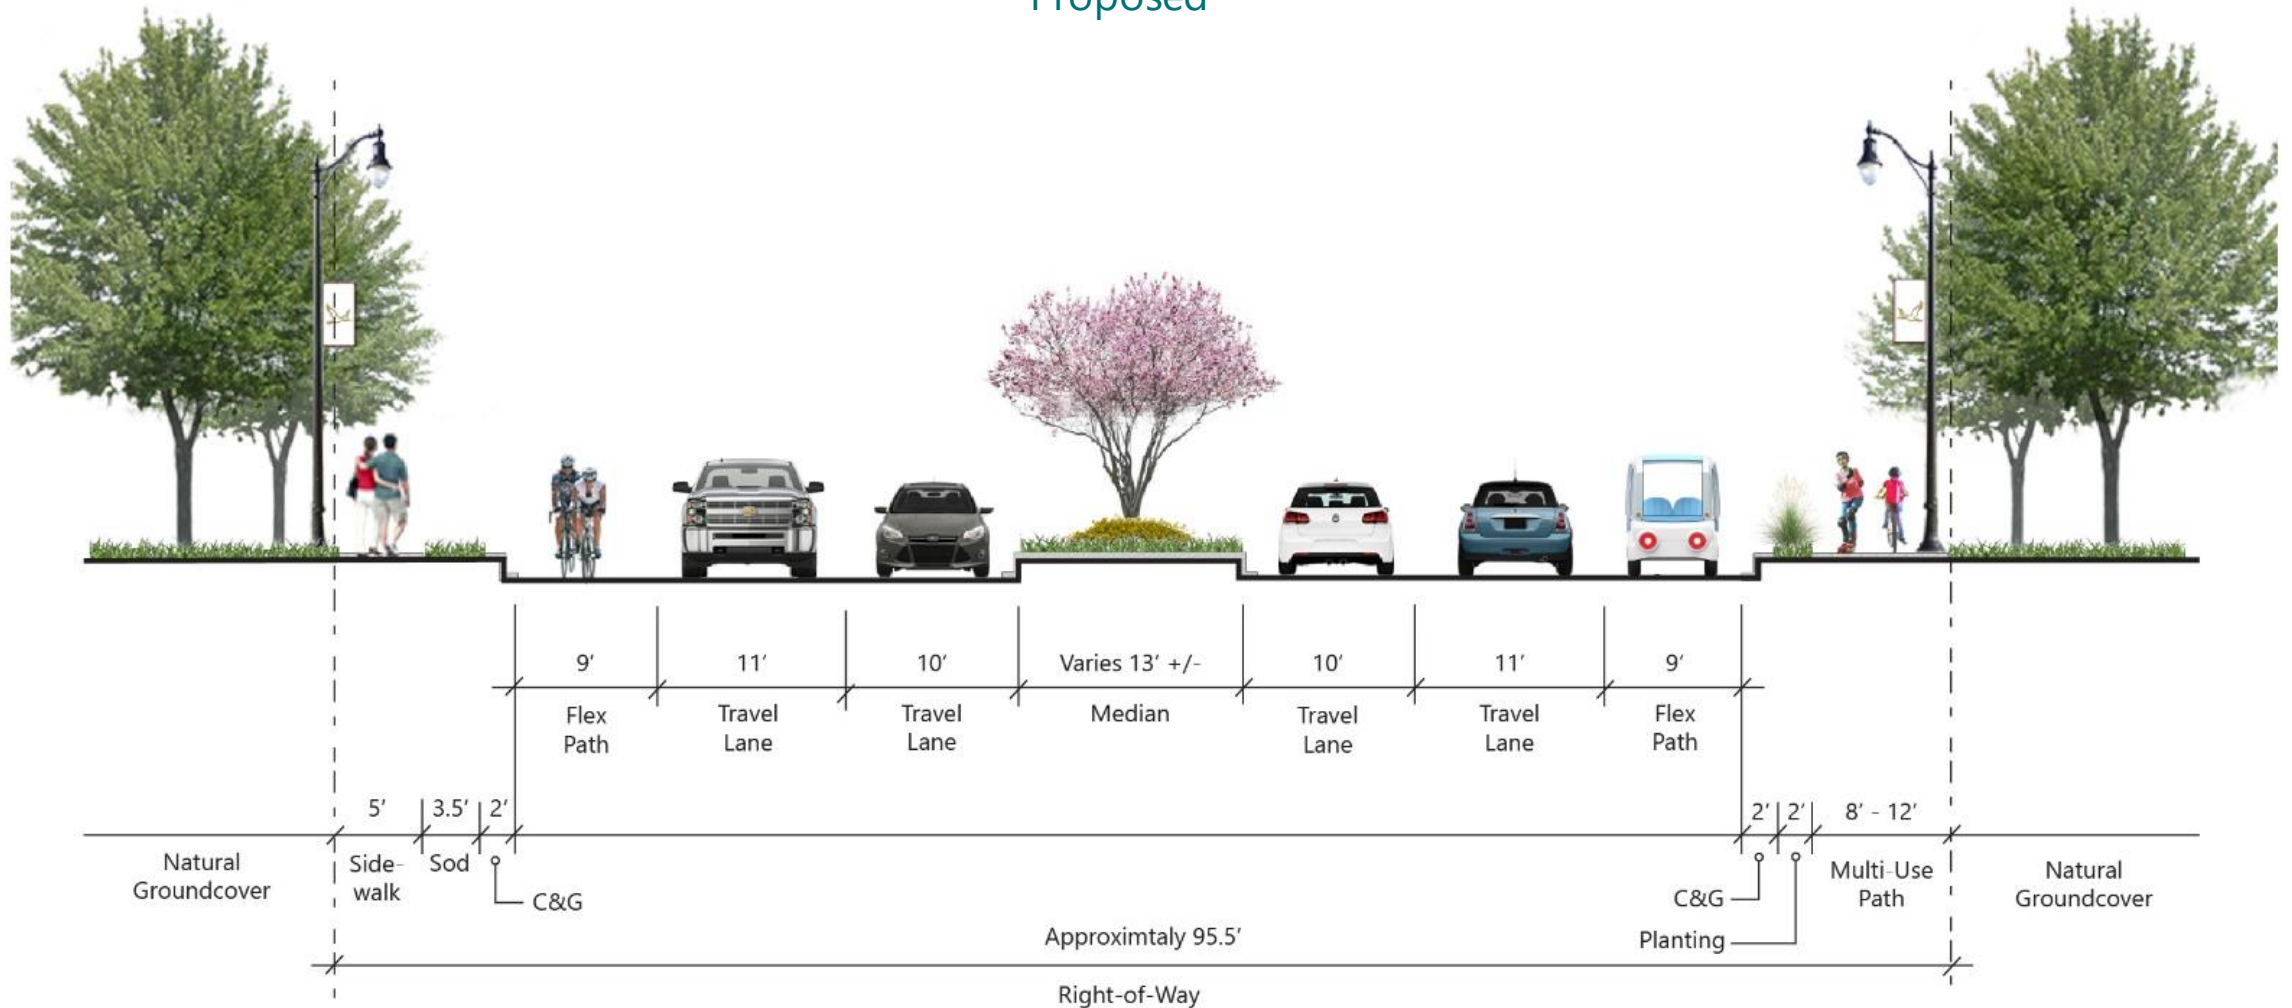 Proposed
9'
11'
10'
Varies 13' +/-
10'
11'
9'
Flex
Path
Travel
Lane
Travel
Lane
Median
Travel
Lane
Travel
Lane
Flex
Path
5'
3.5'
2'
2'
2'
8' - 12'
Natural
Groundcover
Side-
walk
Sod
C&G
C&G
Planting
Multi-Use
Path
Natural
Groundcover
Approximtaly 95.5'
Right-of-Way